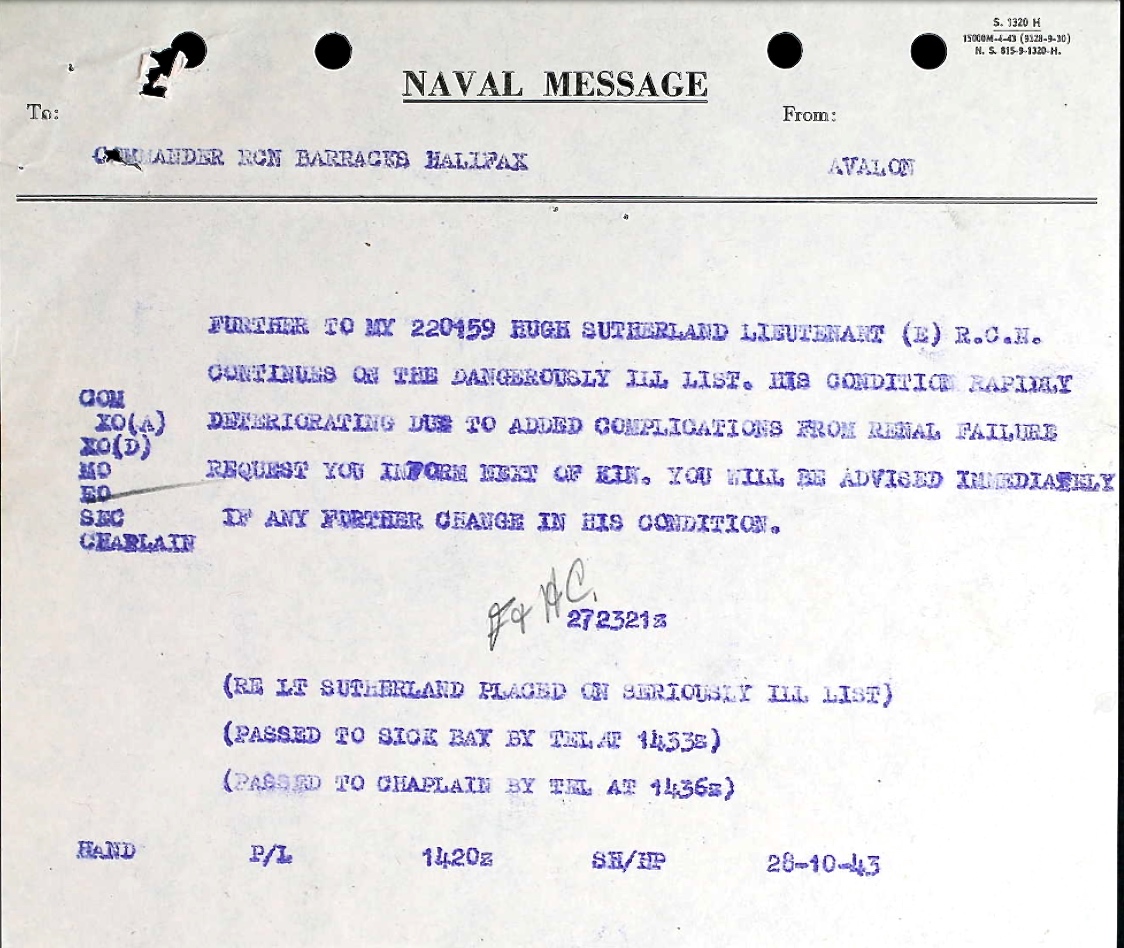 S. 1320 H
15000M-4-43 (9328-9-30)
N. S. 815-9-1320-H.
NAVAL MESSAGE
To:
From:
COMMANDER RCN BARRACKS HALIFAX
AVALON
FURTHER TO MY 220459 HUGH SUTHERLAND LIEUTENANT (E) R.C.N.
CONTINUES ON THE DANGEROUSLY ILL LIST. HIS CONDITION RAPIDLY
COM
XO(A)
DETERIORATING DUE TO ADDED COMPLICATIONS FROM RENAL FAILURE
XO(D)
MO
REQUEST YOU INFORM NEXT OF KIN. YOU WILL BE ADVISED IMMEDIATELY
EO
SEC
IF ANY FURTHER CHANGE IN HIS CONDITION.
CHAPLAIN
272321z
(RE LT SUTHERLAND PLACED ON SERIOUSLY ILL LIST)
(PASSED TO SICK BAY BY TEL AT 1433z)
(PASSED TO CHAPLAIN BY TEL AT 1436z)
HAND P/L 1420z SH/HP 28-10-43